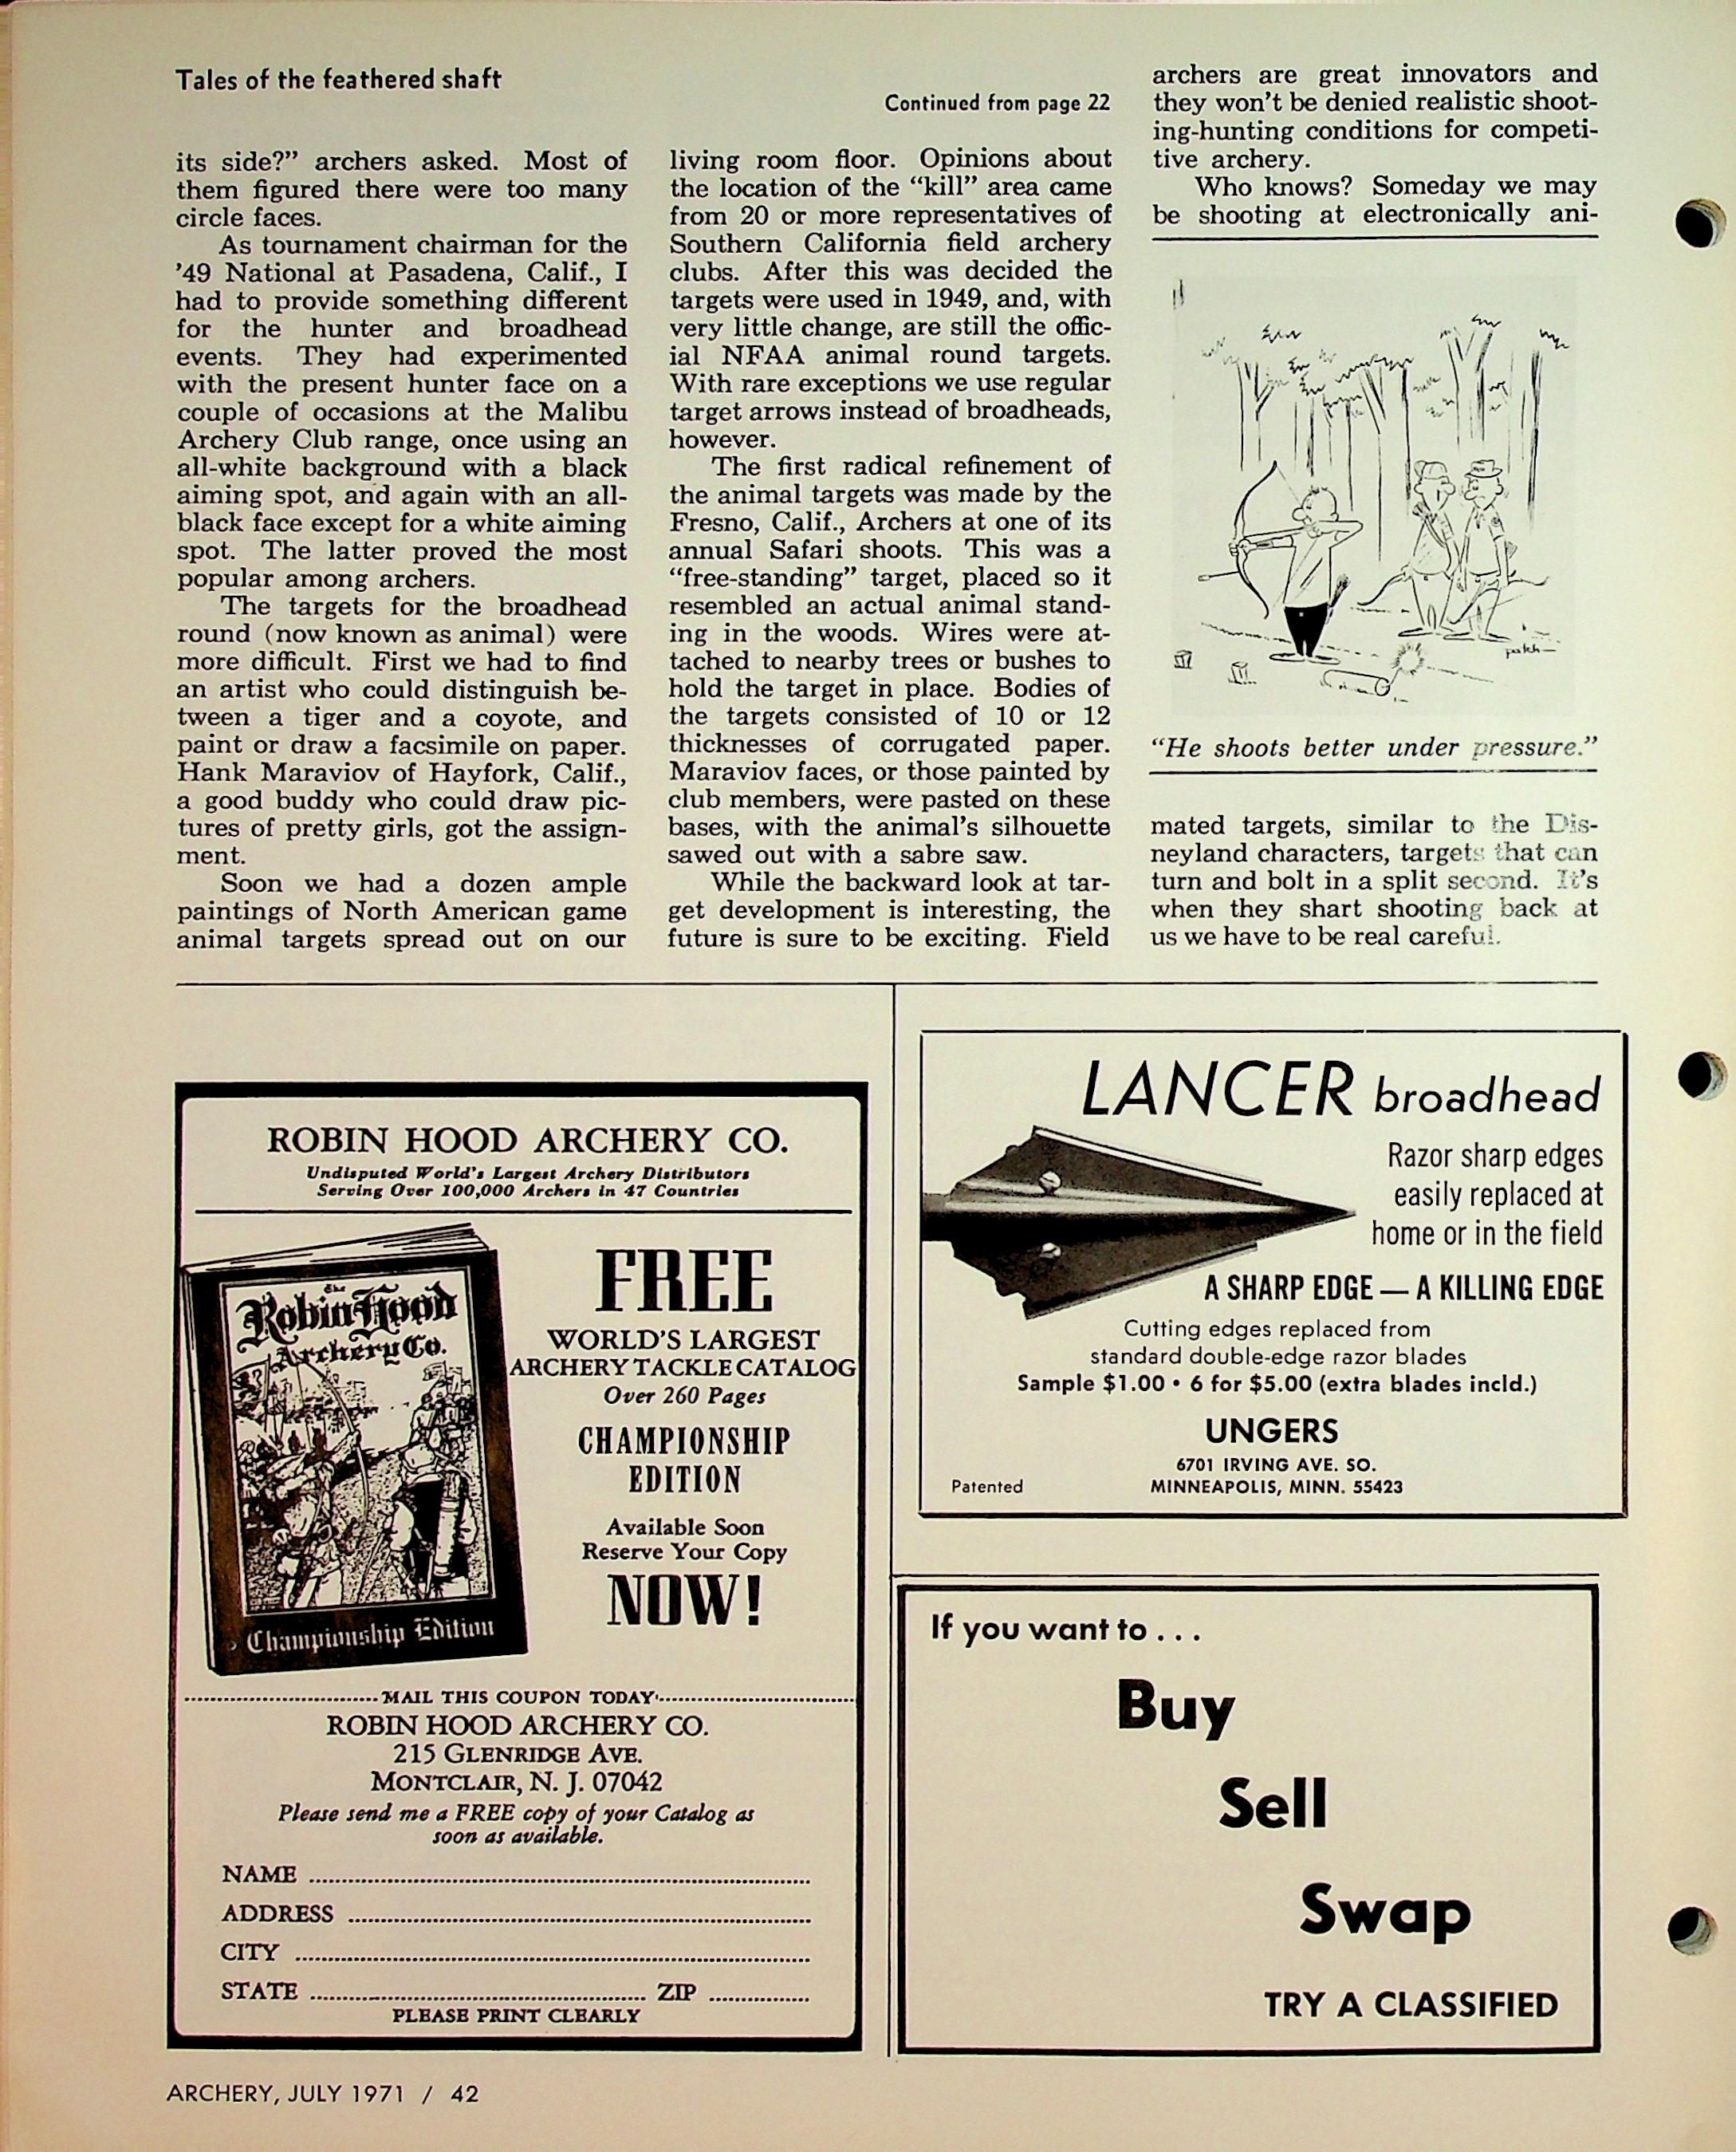 Tales of the feathered shaft
Continued from page 22
its side?” archers asked. Most of
them figured there were too many
circle faces.
As tournament chairman for the
’49 National at Pasadena, Calif., I
had to provide something different
for the hunter and broadhead
events. They had experimented
with the present hunter face on a
couple of occasions at the Malibu
Archery Club range, once using an
all-white background with a black
aiming spot, and again with an all-
black face except for a white aiming
spot. The latter proved the most
popular among archers.
The targets for the broadhead
round (now known as animal) were
more difficult. First we had to find
an artist who could distinguish be-
tween a tiger and a coyote, and
paint or draw a facsimile on paper.
Hank Maraviov of Hayfork, Calif.,
a good buddy who could draw pic-
tures of pretty girls, got the assign-
ment.
Soon we had a dozen ample
paintings of North American game
animal targets spread out on our
living room floor. Opinions about
the location of the “kill” area came
from 20 or more representatives of
Southern California field archery
clubs. After this was decided the
targets were used in 1949, and, with
very little change, are still the offic-
ial NFAA animal round targets.
With rare exceptions we use regular
target arrows instead of broadheads,
however.
The first radical refinement of
the animal targets was made by the
Fresno, Calif., Archers at one of its
annual Safari shoots. This was a
“free-standing” target, placed so it
resembled an actual animal stand-
ing in the woods. Wires were at-
tached to nearby trees or bushes to
hold the target in place. Bodies of
the targets consisted of 10 or 12
thicknesses of corrugated paper.
Maraviov faces, or those painted by
club members, were pasted on these
bases, with the animal’s silhouette
sawed out with a sabre saw.
While the backward look at tar-
get development is interesting, the
future is sure to be exciting. Field
archers are great innovators and
they won’t be denied realistic shoot-
ing-hunting conditions for competi-
tive archery.
Who knows? Someday we may
be shooting at electronically ani-
patch
“He shoots better under pressure.”
mated targets, similar to the Dis-
neyland characters, targets that can
turn and bolt in a split second. It’s
when they shart shooting back at
us we have to be real careful.
ROBIN HOOD ARCHERY CO.
Undisputed World's Largest Archery Distributors
Serving Over 100,000 Archers in 47 Countries
The
Robin Hood
Archery Co.
Championship Edition
FREE
WORLD'S LARGEST
ARCHERY TACKLE CATALOG
Over 260 Pages
CHAMPIONSHIP
EDITION
Available Soon
Reserve Your Copy
NOW!
MAIL THIS COUPON TODAY
ROBIN HOOD ARCHERY CO.
215 GLENRIDGE AVE.
MONTCLAIR, N. J. 07042
Please send me a FREE copy of your Catalog as
soon as available.
NAME
ADDRESS
CITY
STATE ZIP
PLEASE PRINT CLEARLY
LANCER broadhead
Razor sharp edges
easily replaced at
home or in the field
A SHARP EDGE — A KILLING EDGE
Cutting edges replaced from
standard double-edge razor blades
Sample $1.00 • 6 for $5.00 (extra blades incld.)
UNGERS
6701 IRVING AVE. SO.
Patented MINNEAPOLIS, MINN. 55423
If you want to . . .
Buy
Sell
Swap
TRY A CLASSIFIED
ARCHERY, JULY 1971 / 42